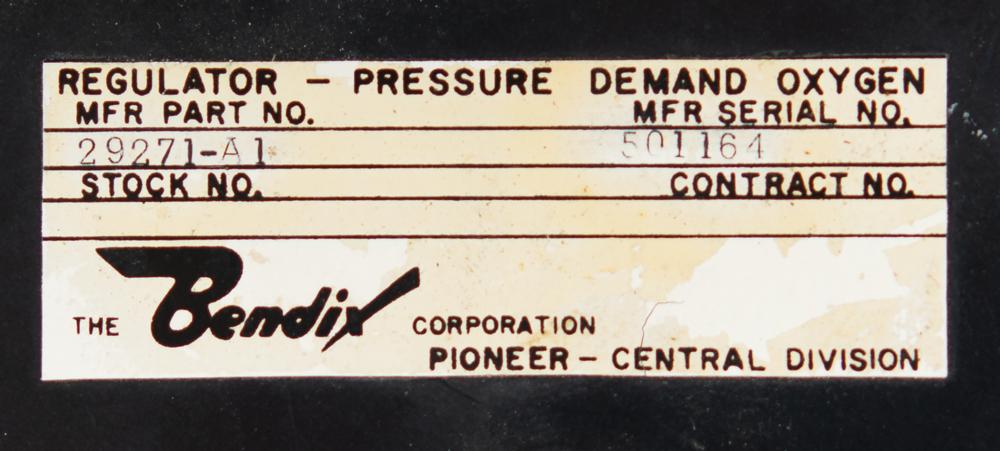 REGULATOR - PRESSURE DEMAND OXYGEN
MFR PART NO. MFR SERIAL NO.
29271-A1 501164
STOCK NO. CONTRACT NO.
THE Bendix CORPORATION
PIONEER - CENTRAL DIVISION